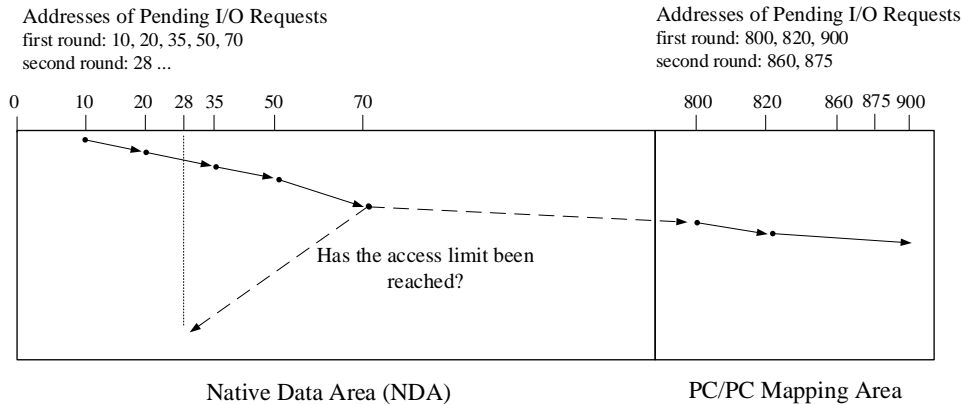 Addresses of Pending I/O Requests
first round: 10, 20, 35, 50, 70
second round: 28 ...
Addresses of Pending I/O Requests
first round: 800, 820, 900
second round: 860, 875
0 10 20 28 35 50 70 800 820 860 875 900
Has the access limit been
reached?
Native Data Area (NDA)
PC/PC Mapping Area